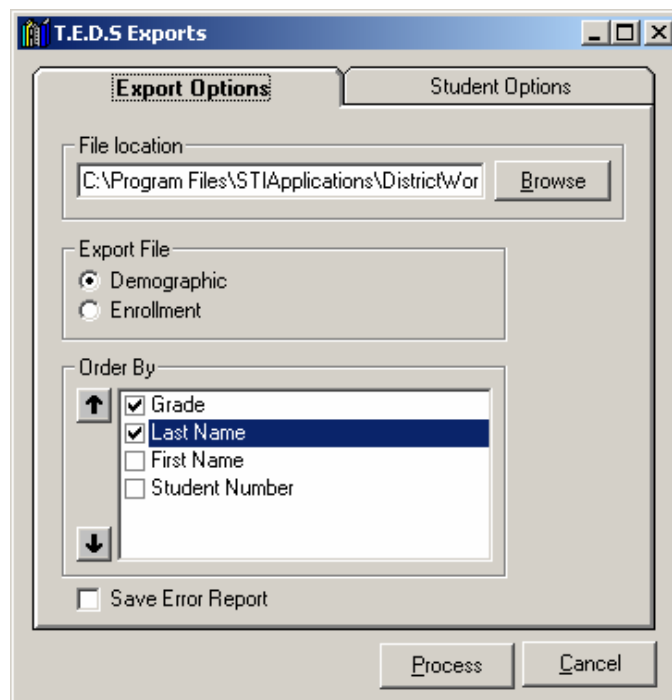 T.E.D.S Exports
Export Options
Student Options
File location
C:\Program Files\STIApplications\DistrictWor
Browse
Export File
Demographic
Enrollment
Order By
Grade
Last Name
First Name
Student Number
Save Error Report
Process
Cancel